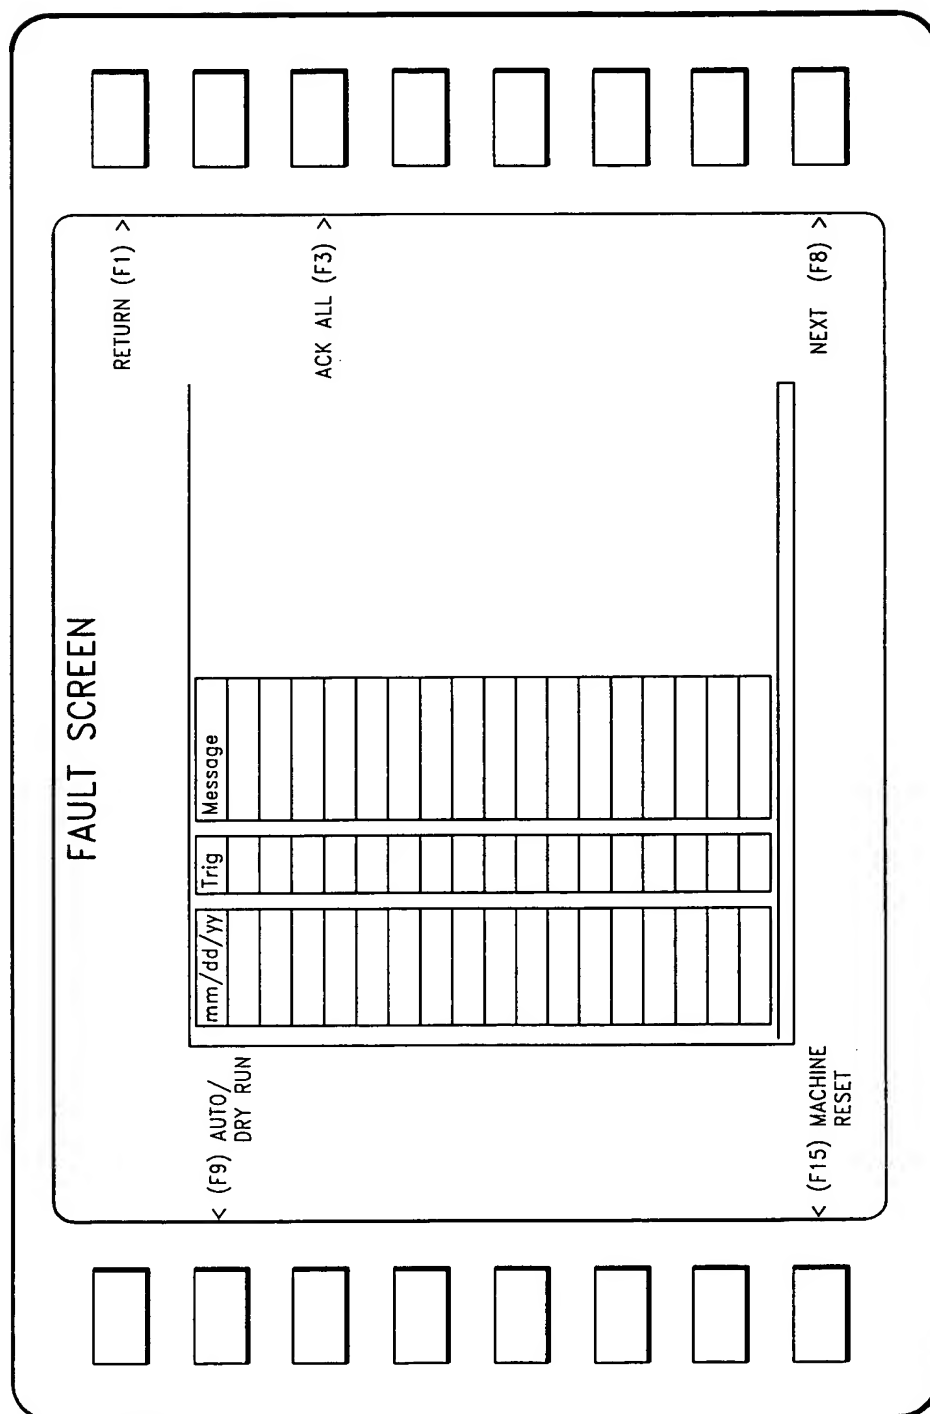 FAULT SCREEN
RETURN (F1) >
< (F9) AUTO/
DRY RUN
mm/dd/yy Trig Message
ACK ALL (F3) >
< (F15) MACHINE
RESET
NEXT (F8) >